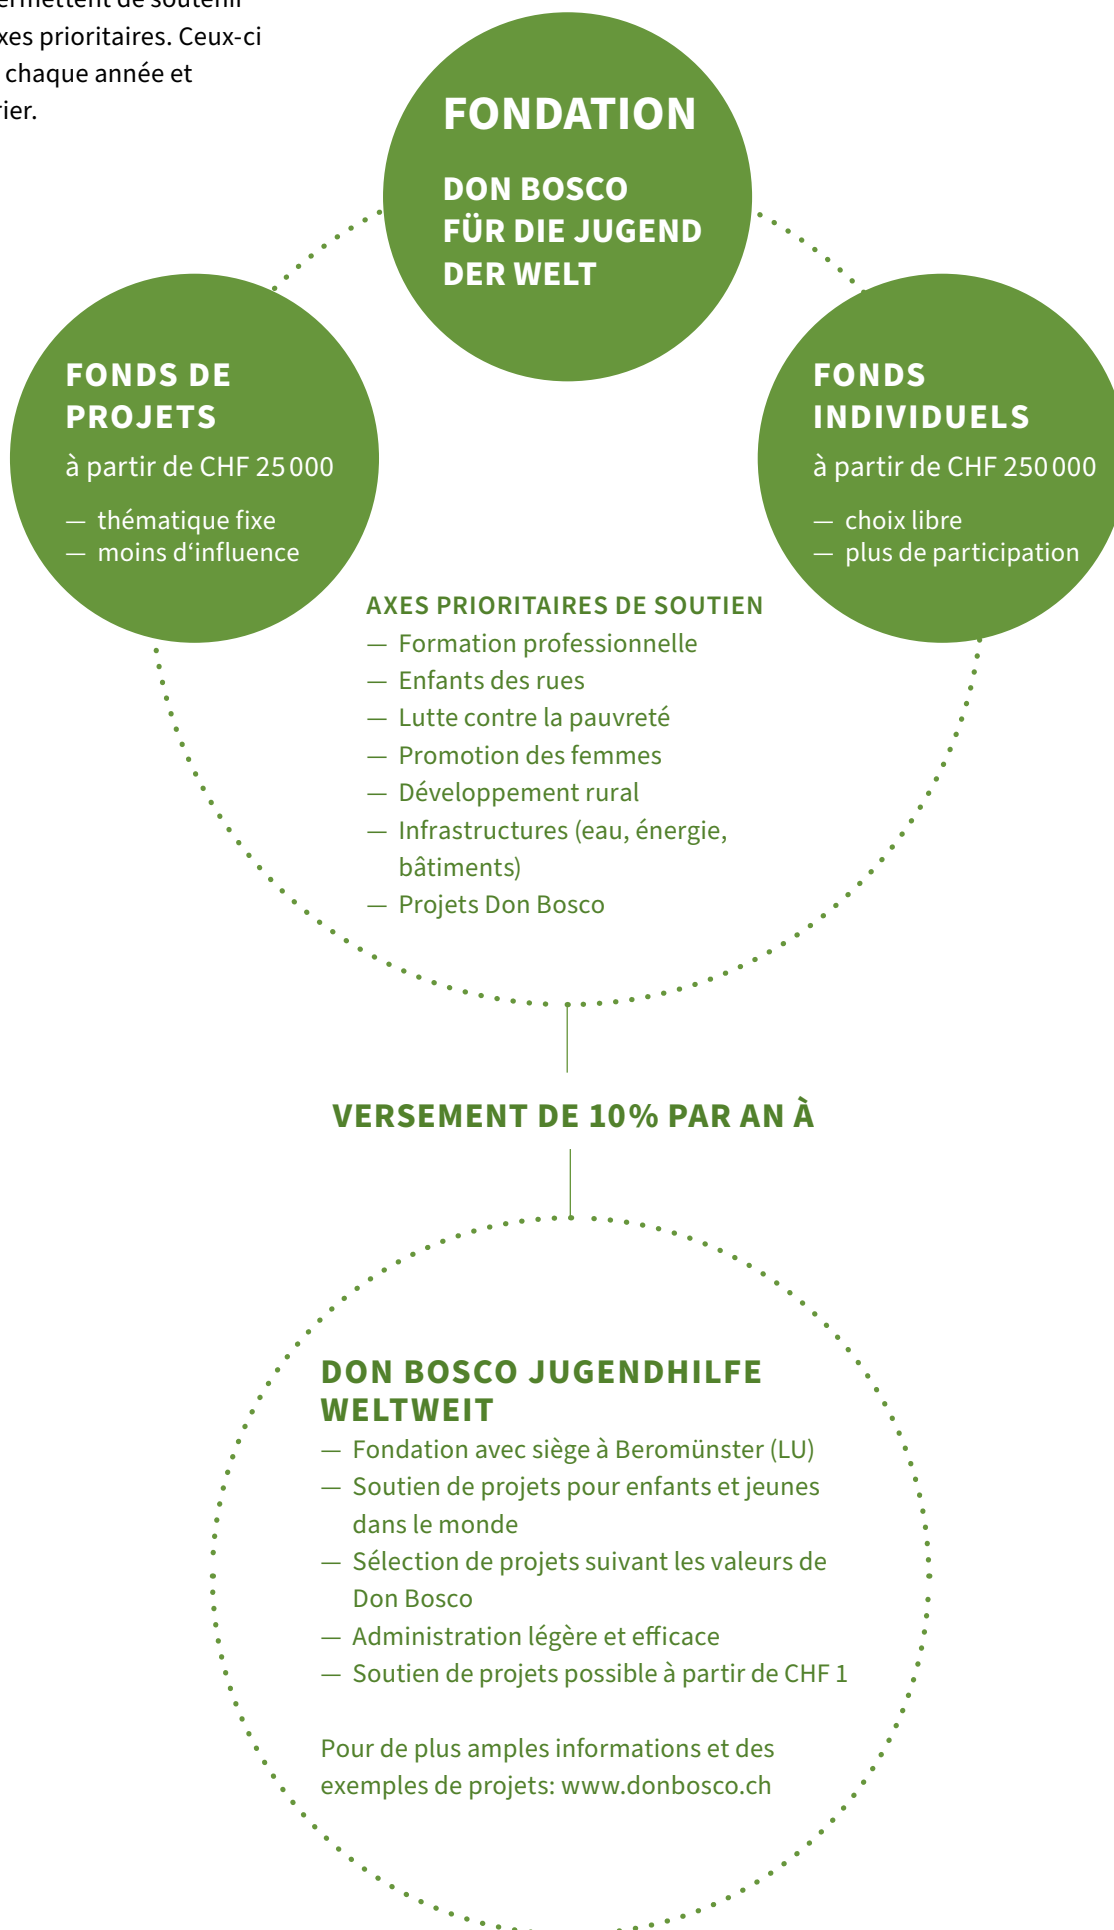 xes prioritaires. Ceux-ci
chaque année et
FONDATION
DON BOSCO
FÜR DIE JUGEND
DER WELT
FONDS DE
PROJETS
à partir de CHF 25 000
— thématique fixe
— moins d‘influence
FONDS
INDIVIDUELS
à partir de CHF 250 000
— choix libre
— plus de participation
AXES PRIORITAIRES DE SOUTIEN
— Formation professionnelle
— Enfants des rues
— Lutte contre la pauvreté
— Promotion des femmes
— Développement rural
— Infrastructures (eau, énergie,
bâtiments)
— Projets Don Bosco
VERSEMENT DE 10% PAR AN À
DON BOSCO JUGENDHILFE
WELTWEIT
— Fondation avec siège à Beromünster (LU)
— Soutien de projets pour enfants et jeunes
dans le monde
— Sélection de projets suivant les valeurs de
Don Bosco
— Administration légère et efficace
— Soutien de projets possible à partir de CHF 1
Pour de plus amples informations et des
exemples de projets: www.donbosco.ch